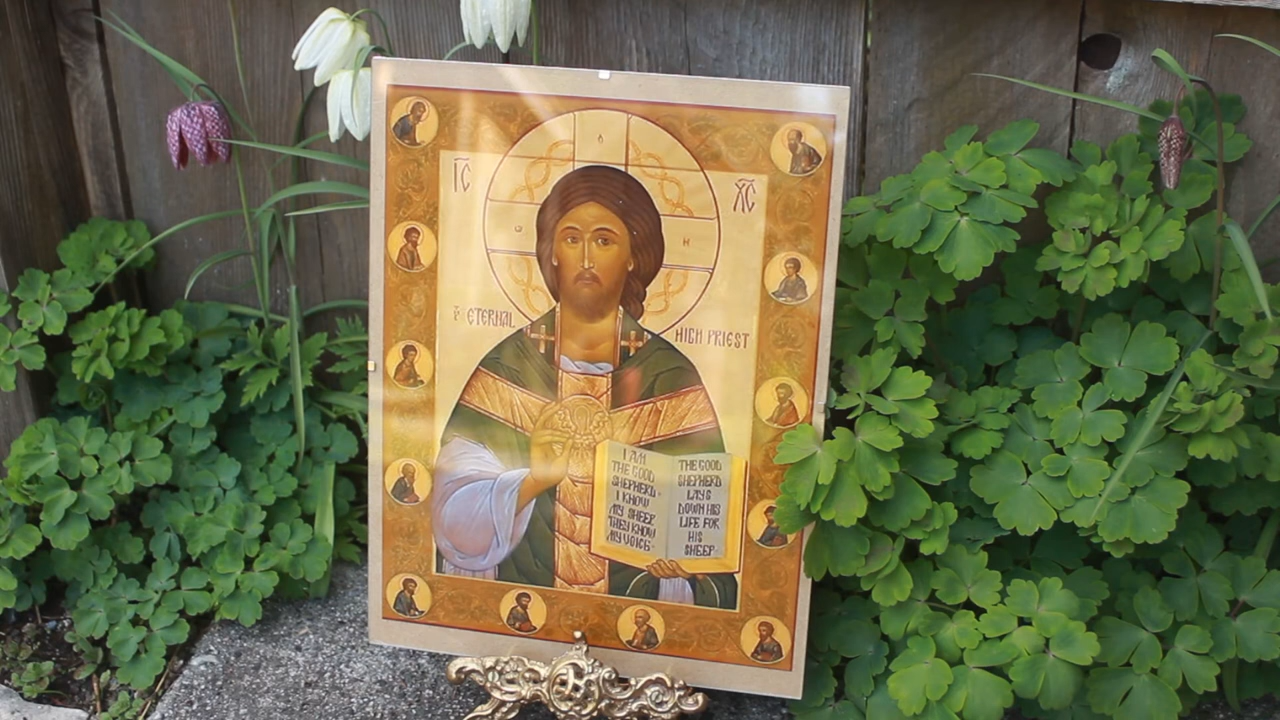 IC XC
Ο
Ѡ Η
Ỹ ETERNAL HIGH PRIEST
I AM
THE GOOD
SHEPHERD.
I KNOW
MY SHEEP
THEY KNOW
MY VOICE.
THE GOOD
SHEPHERD
LAYS
DOWN HIS
LIFE FOR
HIS
SHEEP.